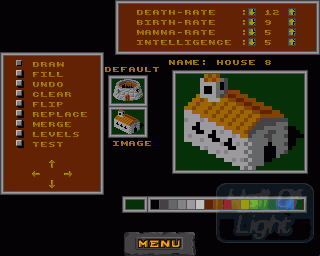 DEATH-RATE : 12
BIRTH-RATE : 9
MANNA-RATE : 5
INTELLIGENCE : 5
NAME: HOUSE 8
DRAW
FILL
UNDO
CLEAR
FLIP
REPLACE
MERGE
LEVELS
TEST
DEFAULT
IMAGE
Hall Of
Light
MENU